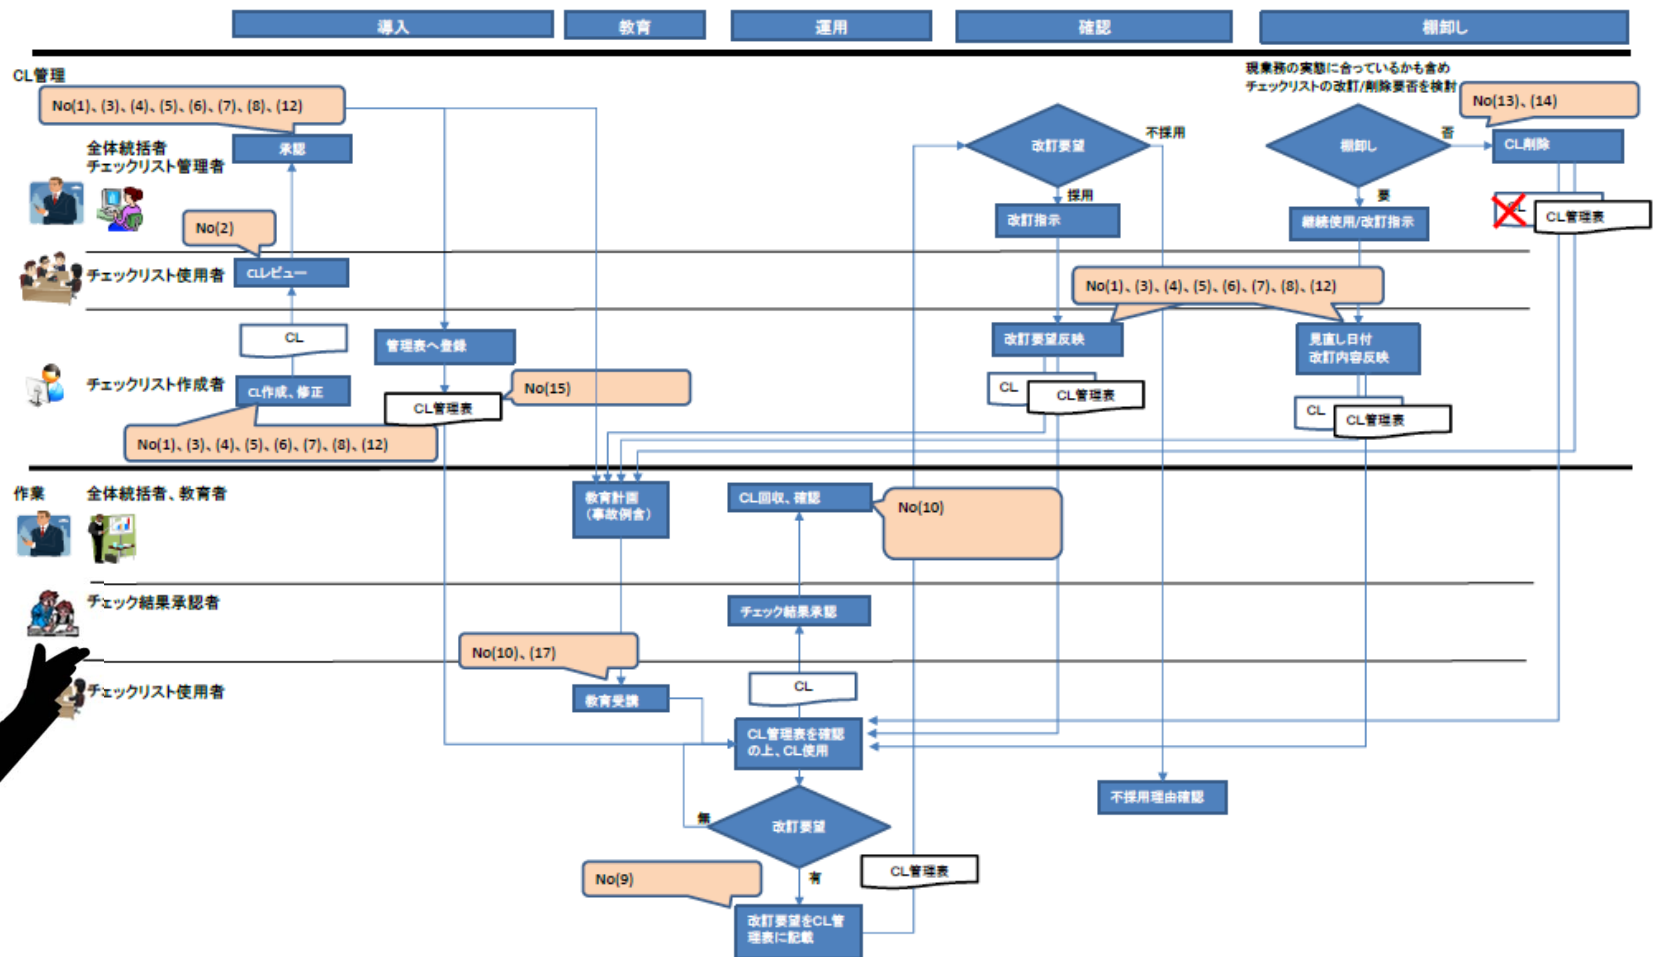 導入
教育
運用
確認
棚卸し
CL管理
No(1)、(3)、(4)、(5)、(6)、(7)、(8)、(12)
現業務の実態に合っているかも含め
チェックリストの改訂/削除要否を検討
No(13)、(14)
全体統括者
チェックリスト管理者
承認
改訂要望
不採用
採用
棚卸し
否
要
CL削除
改訂指示
継続使用/改訂指示
CL
CL管理表
No(2)
チェックリスト使用者
CLレビュー
No(1)、(3)、(4)、(5)、(6)、(7)、(8)、(12)
CL
管理表へ登録
改訂要望反映
見直し日付
改訂内容反映
チェックリスト作成者
CL作成、修正
CL管理表
No(15)
CL
CL管理表
CL
CL管理表
No(1)、(3)、(4)、(5)、(6)、(7)、(8)、(12)
作業
全体統括者、教育者
教育計画
（事故例含）
CL回収、確認
No(10)
チェック結果承認者
チェック結果承認
No(10)、(17)
チェックリスト使用者
教育受講
CL
CL管理表を確認
の上、CL使用
不採用理由確認
無
改訂要望
有
CL管理表
No(9)
改訂要望をCL管
理表に記載